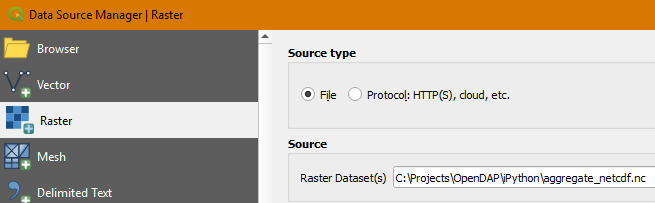 Data Source Manager | Raster
Browser
Vector
Raster
Mesh
Delimited Text
Source type
File
Protocol: HTTP(S), cloud, etc.
Source
Raster Dataset(s) C:\Projects\OpenDAP\iPython\aggregate_netcdf.nc